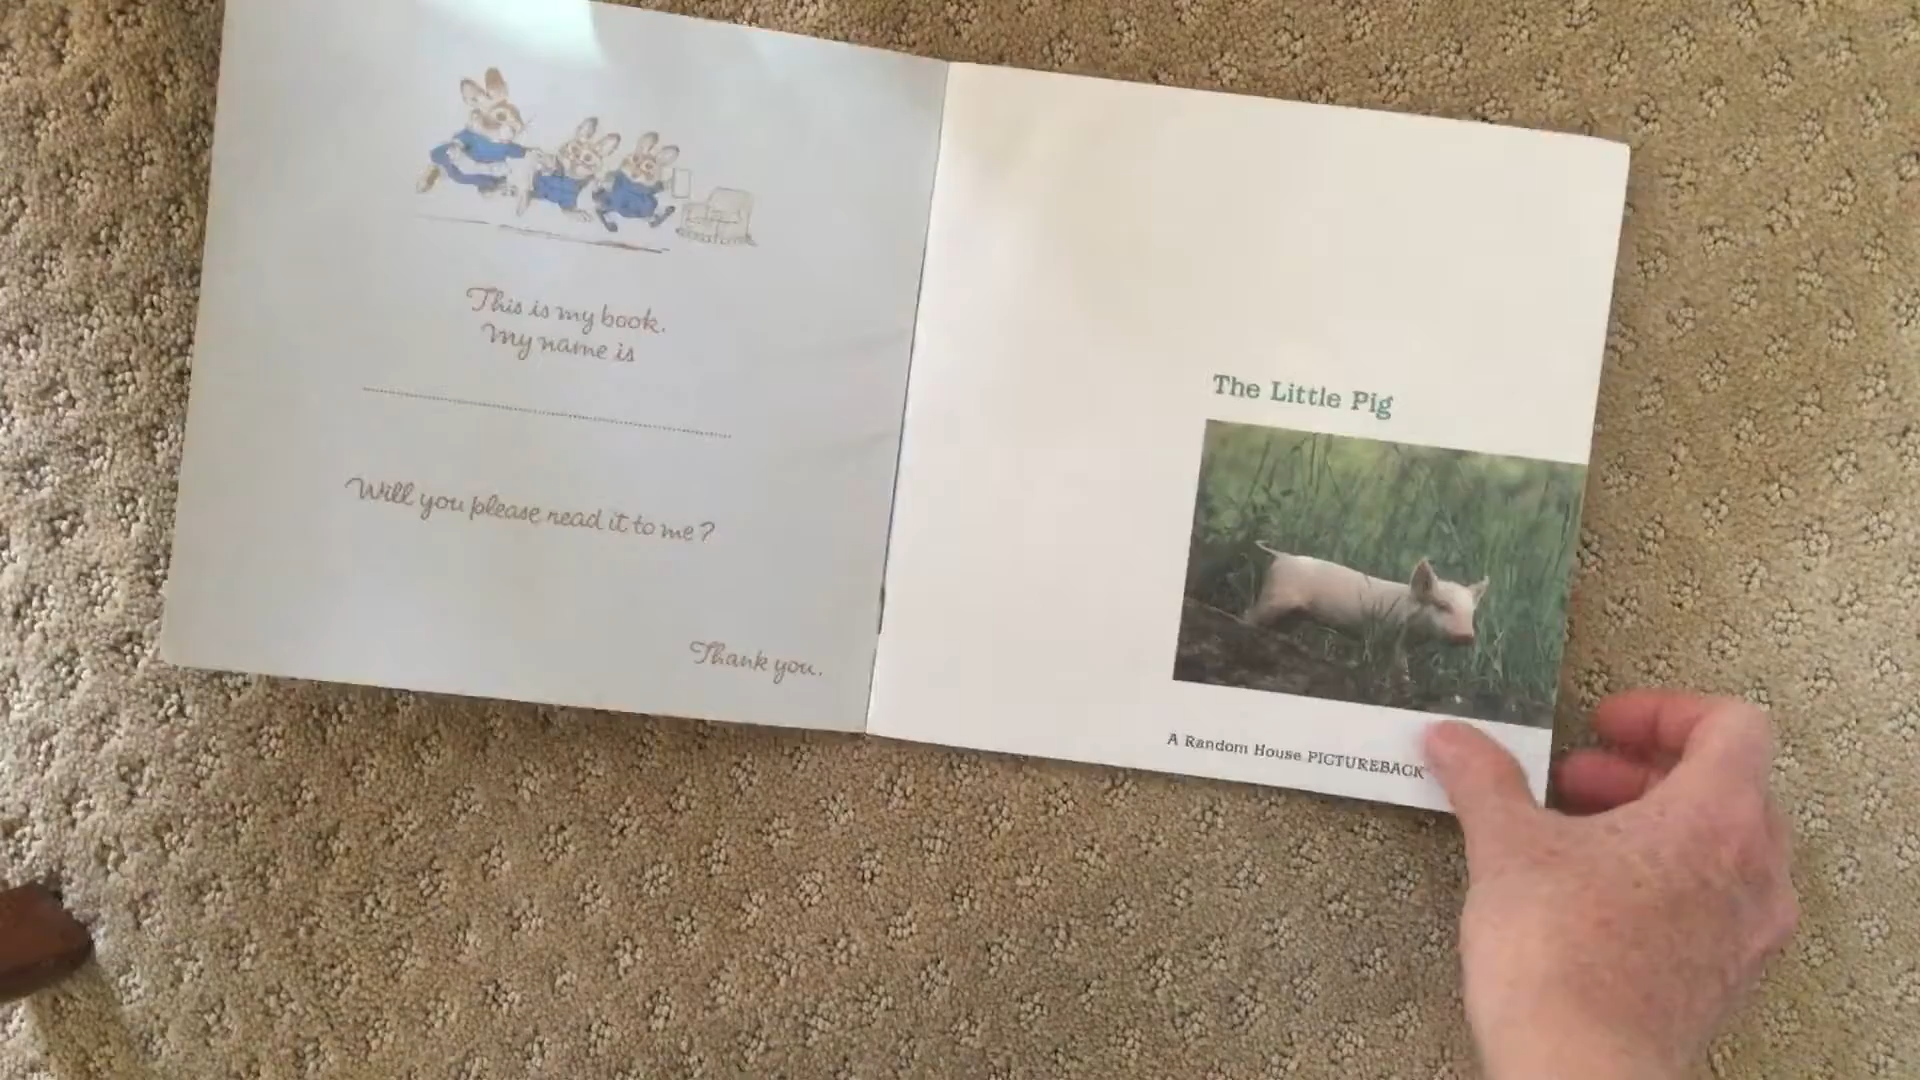 This is my book.
My name is
Will you please read it to me?
Thank you.
The Little Pig
A Random House PICTUREBACK